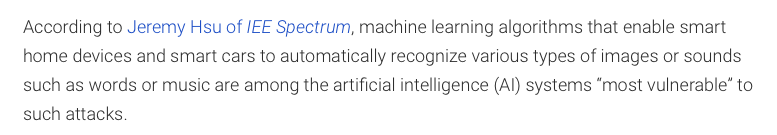 According to Jeremy Hsu of IEE Spectrum, machine learning algorithms that enable smart
home devices and smart cars to automatically recognize various types of images or sounds
such as words or music are among the artificial intelligence (AI) systems “most vulnerable” to
such attacks.